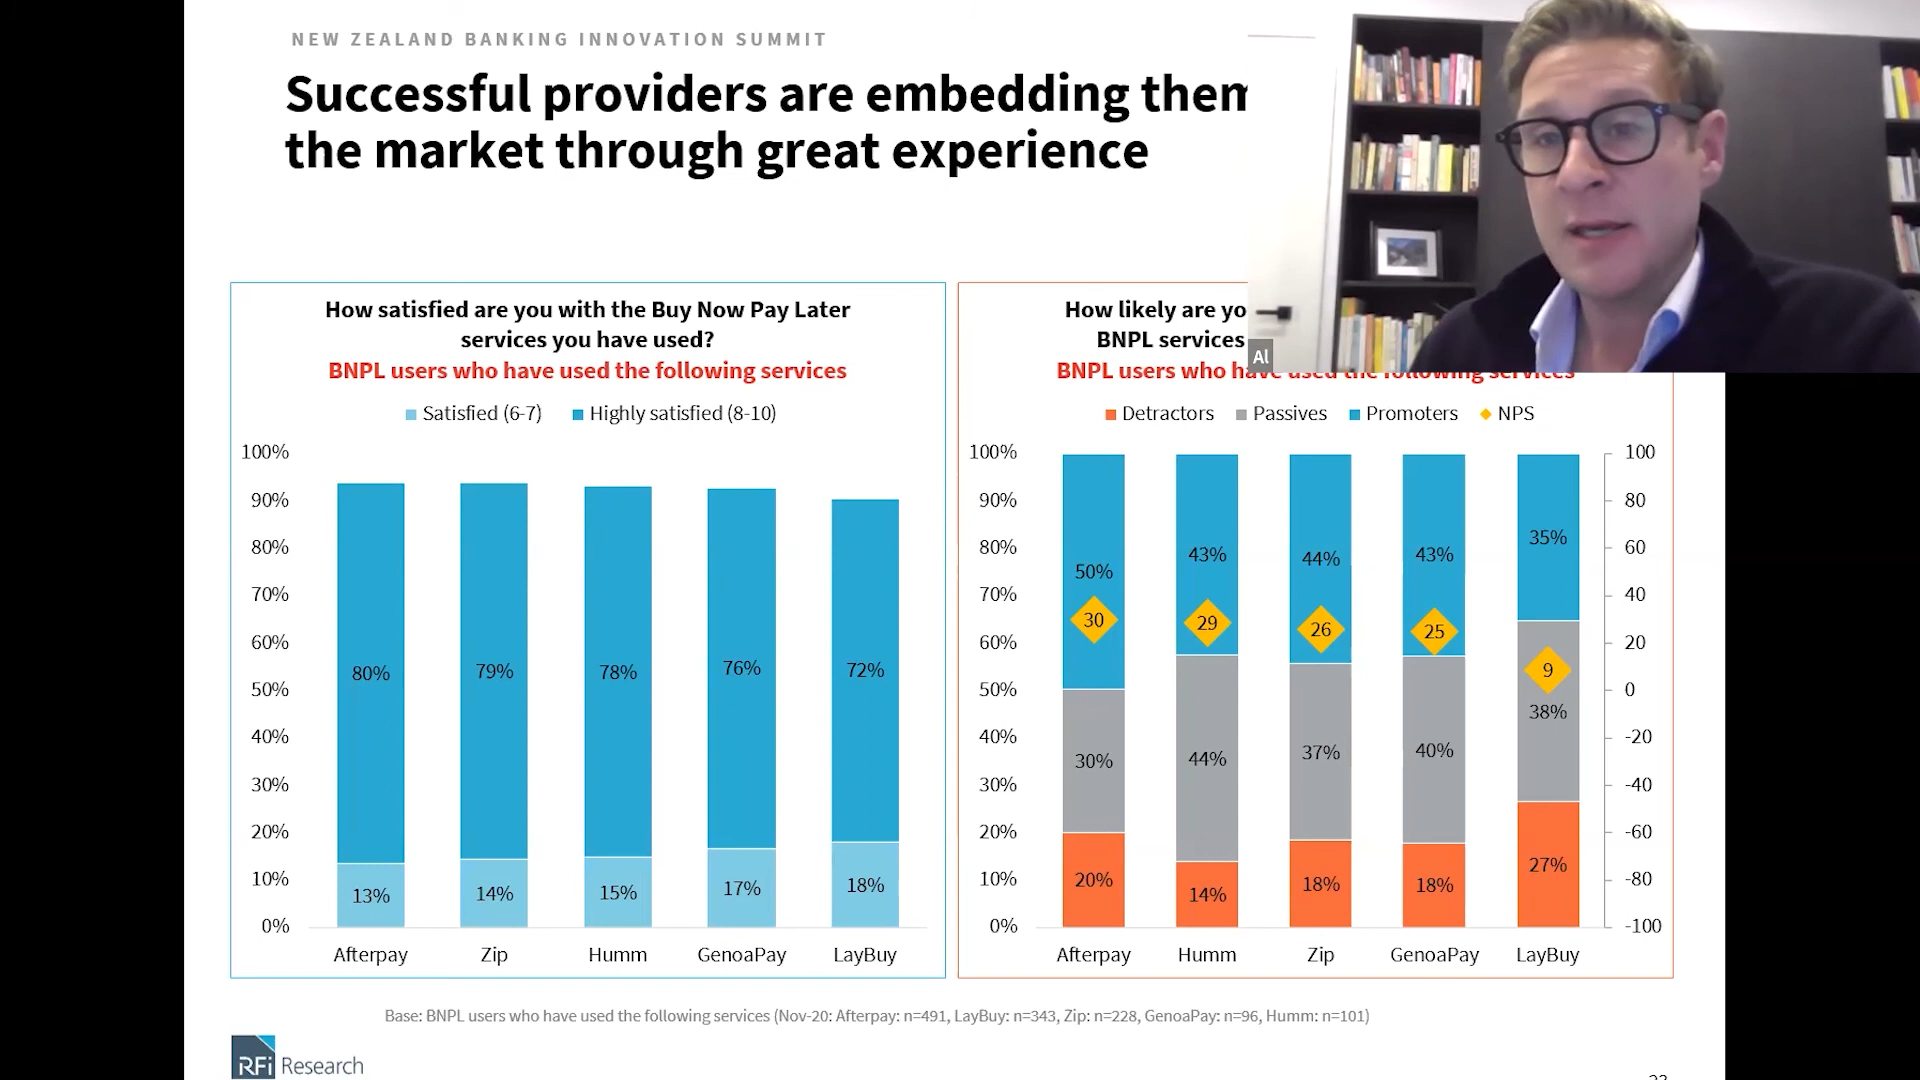 NEW ZEALAND BANKING INNOVATION SUMMIT
Successful providers are embedding them
the market through great experience
How satisfied are you with the Buy Now Pay Later
services you have used?
BNPL users who have used the following services
Satisfied (6-7) Highly satisfied (8-10)
100%
90%
80%
70%
60%
50%
40%
30%
20%
10%
0%
80% 79% 78% 76% 72%
13% 14% 15% 17% 18%
Afterpay Zip Humm GenoaPay LayBuy
How likely are yo
BNPL services
BNPL users who have used the following services
Detractors Passives Promoters NPS
100%
90%
80%
70%
60%
50%
40%
30%
20%
10%
0%
50% 43% 44% 43% 35%
30 29 26 25 9
30% 44% 37% 40% 38%
20% 14% 18% 18% 27%
100
80
60
40
20
0
-20
-40
-60
-80
-100
Afterpay Humm Zip GenoaPay LayBuy
Al
Base: BNPL users who have used the following services (Nov-20: Afterpay: n=491, LayBuy: n=343, Zip: n=228, GenoaPay: n=96, Humm: n=101)
RFi Research